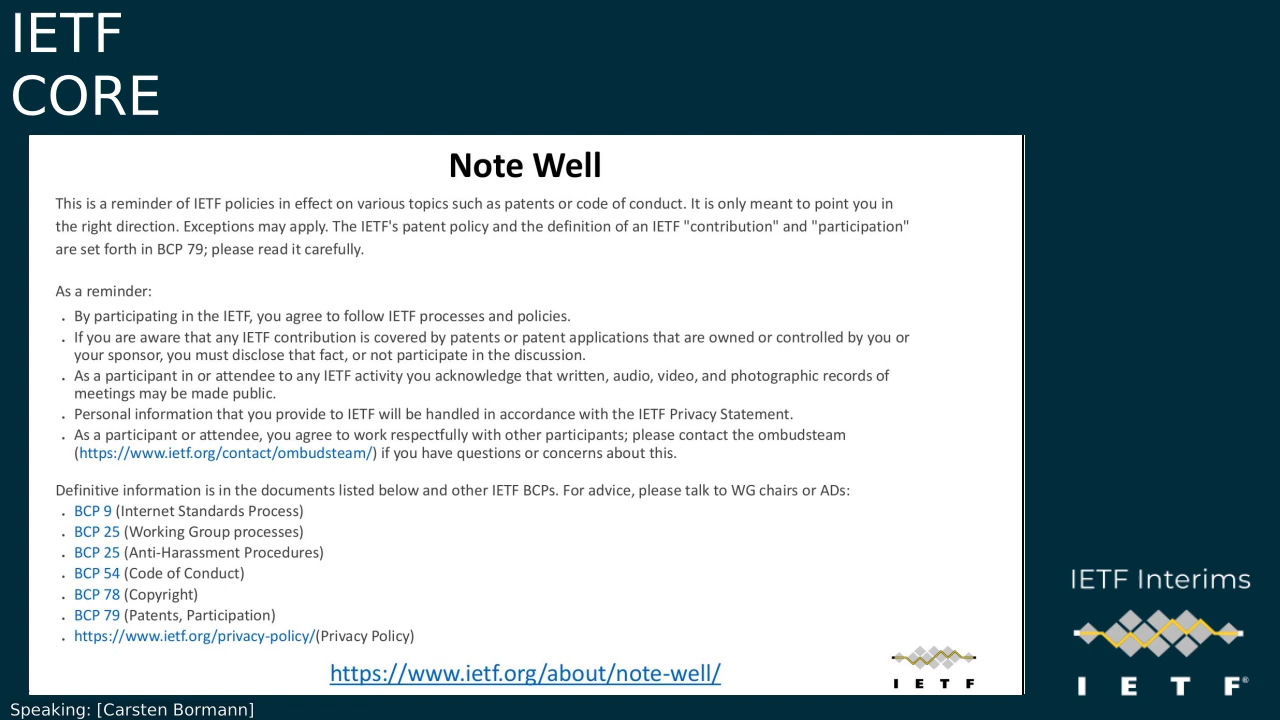 IETF
CORE
Note Well
This is a reminder of IETF policies in effect on various topics such as patents or code of conduct. It is only meant to point you in
the right direction. Exceptions may apply. The IETF's patent policy and the definition of an IETF "contribution" and "participation"
are set forth in BCP 79; please read it carefully.
As a reminder:
• By participating in the IETF, you agree to follow IETF processes and policies.
• If you are aware that any IETF contribution is covered by patents or patent applications that are owned or controlled by you or
your sponsor, you must disclose that fact, or not participate in the discussion.
• As a participant in or attendee to any IETF activity you acknowledge that written, audio, video, and photographic records of
meetings may be made public.
• Personal information that you provide to IETF will be handled in accordance with the IETF Privacy Statement.
• As a participant or attendee, you agree to work respectfully with other participants; please contact the ombudsteam
(https://www.ietf.org/contact/ombudsteam/) if you have questions or concerns about this.
Definitive information is in the documents listed below and other IETF BCPs. For advice, please talk to WG chairs or ADs:
• BCP 9 (Internet Standards Process)
• BCP 25 (Working Group processes)
• BCP 25 (Anti-Harassment Procedures)
• BCP 54 (Code of Conduct)
• BCP 78 (Copyright)
• BCP 79 (Patents, Participation)
• https://www.ietf.org/privacy-policy/(Privacy Policy)
https://www.ietf.org/about/note-well/
I E T F
IETF Interims
I E T F®
Speaking: [Carsten Bormann]